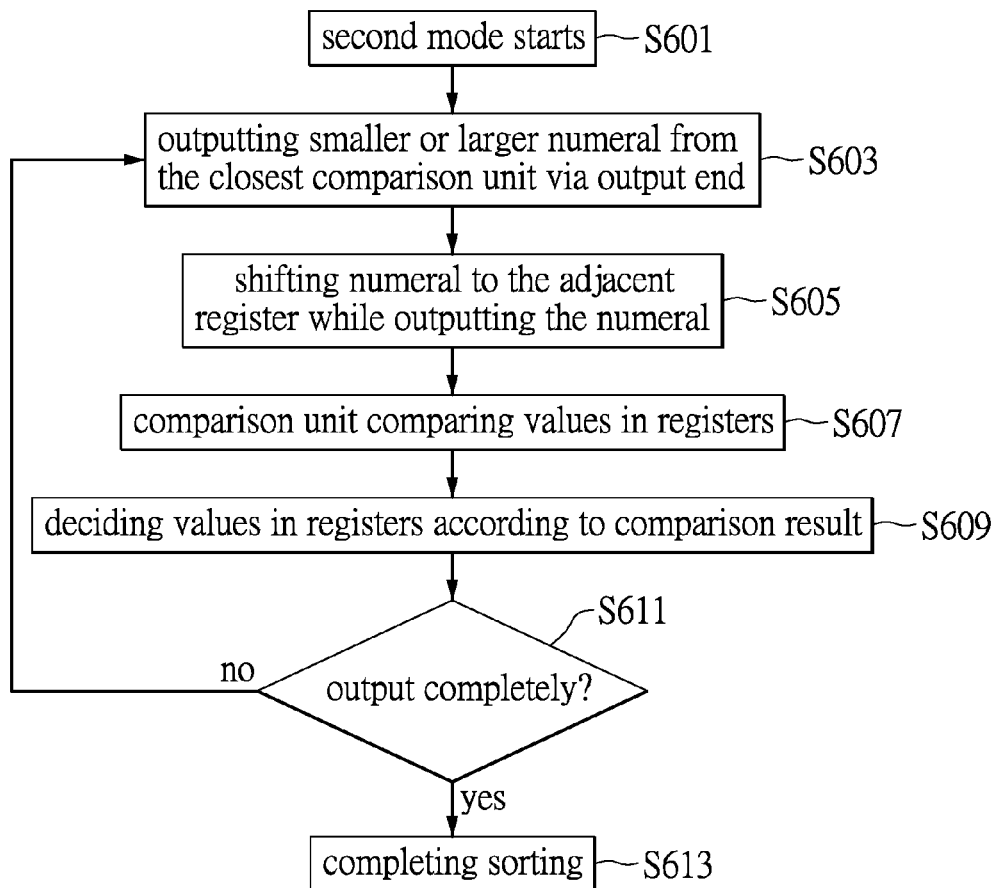 second mode starts
S601
outputting smaller or larger numeral from
the closest comparison unit via output end
S603
shifting numeral to the adjacent
register while outputting the numeral
S605
comparison unit comparing values in registers
S607
deciding values in registers according to comparison result
S609
S611
output completely?
no
yes
completing sorting
S613